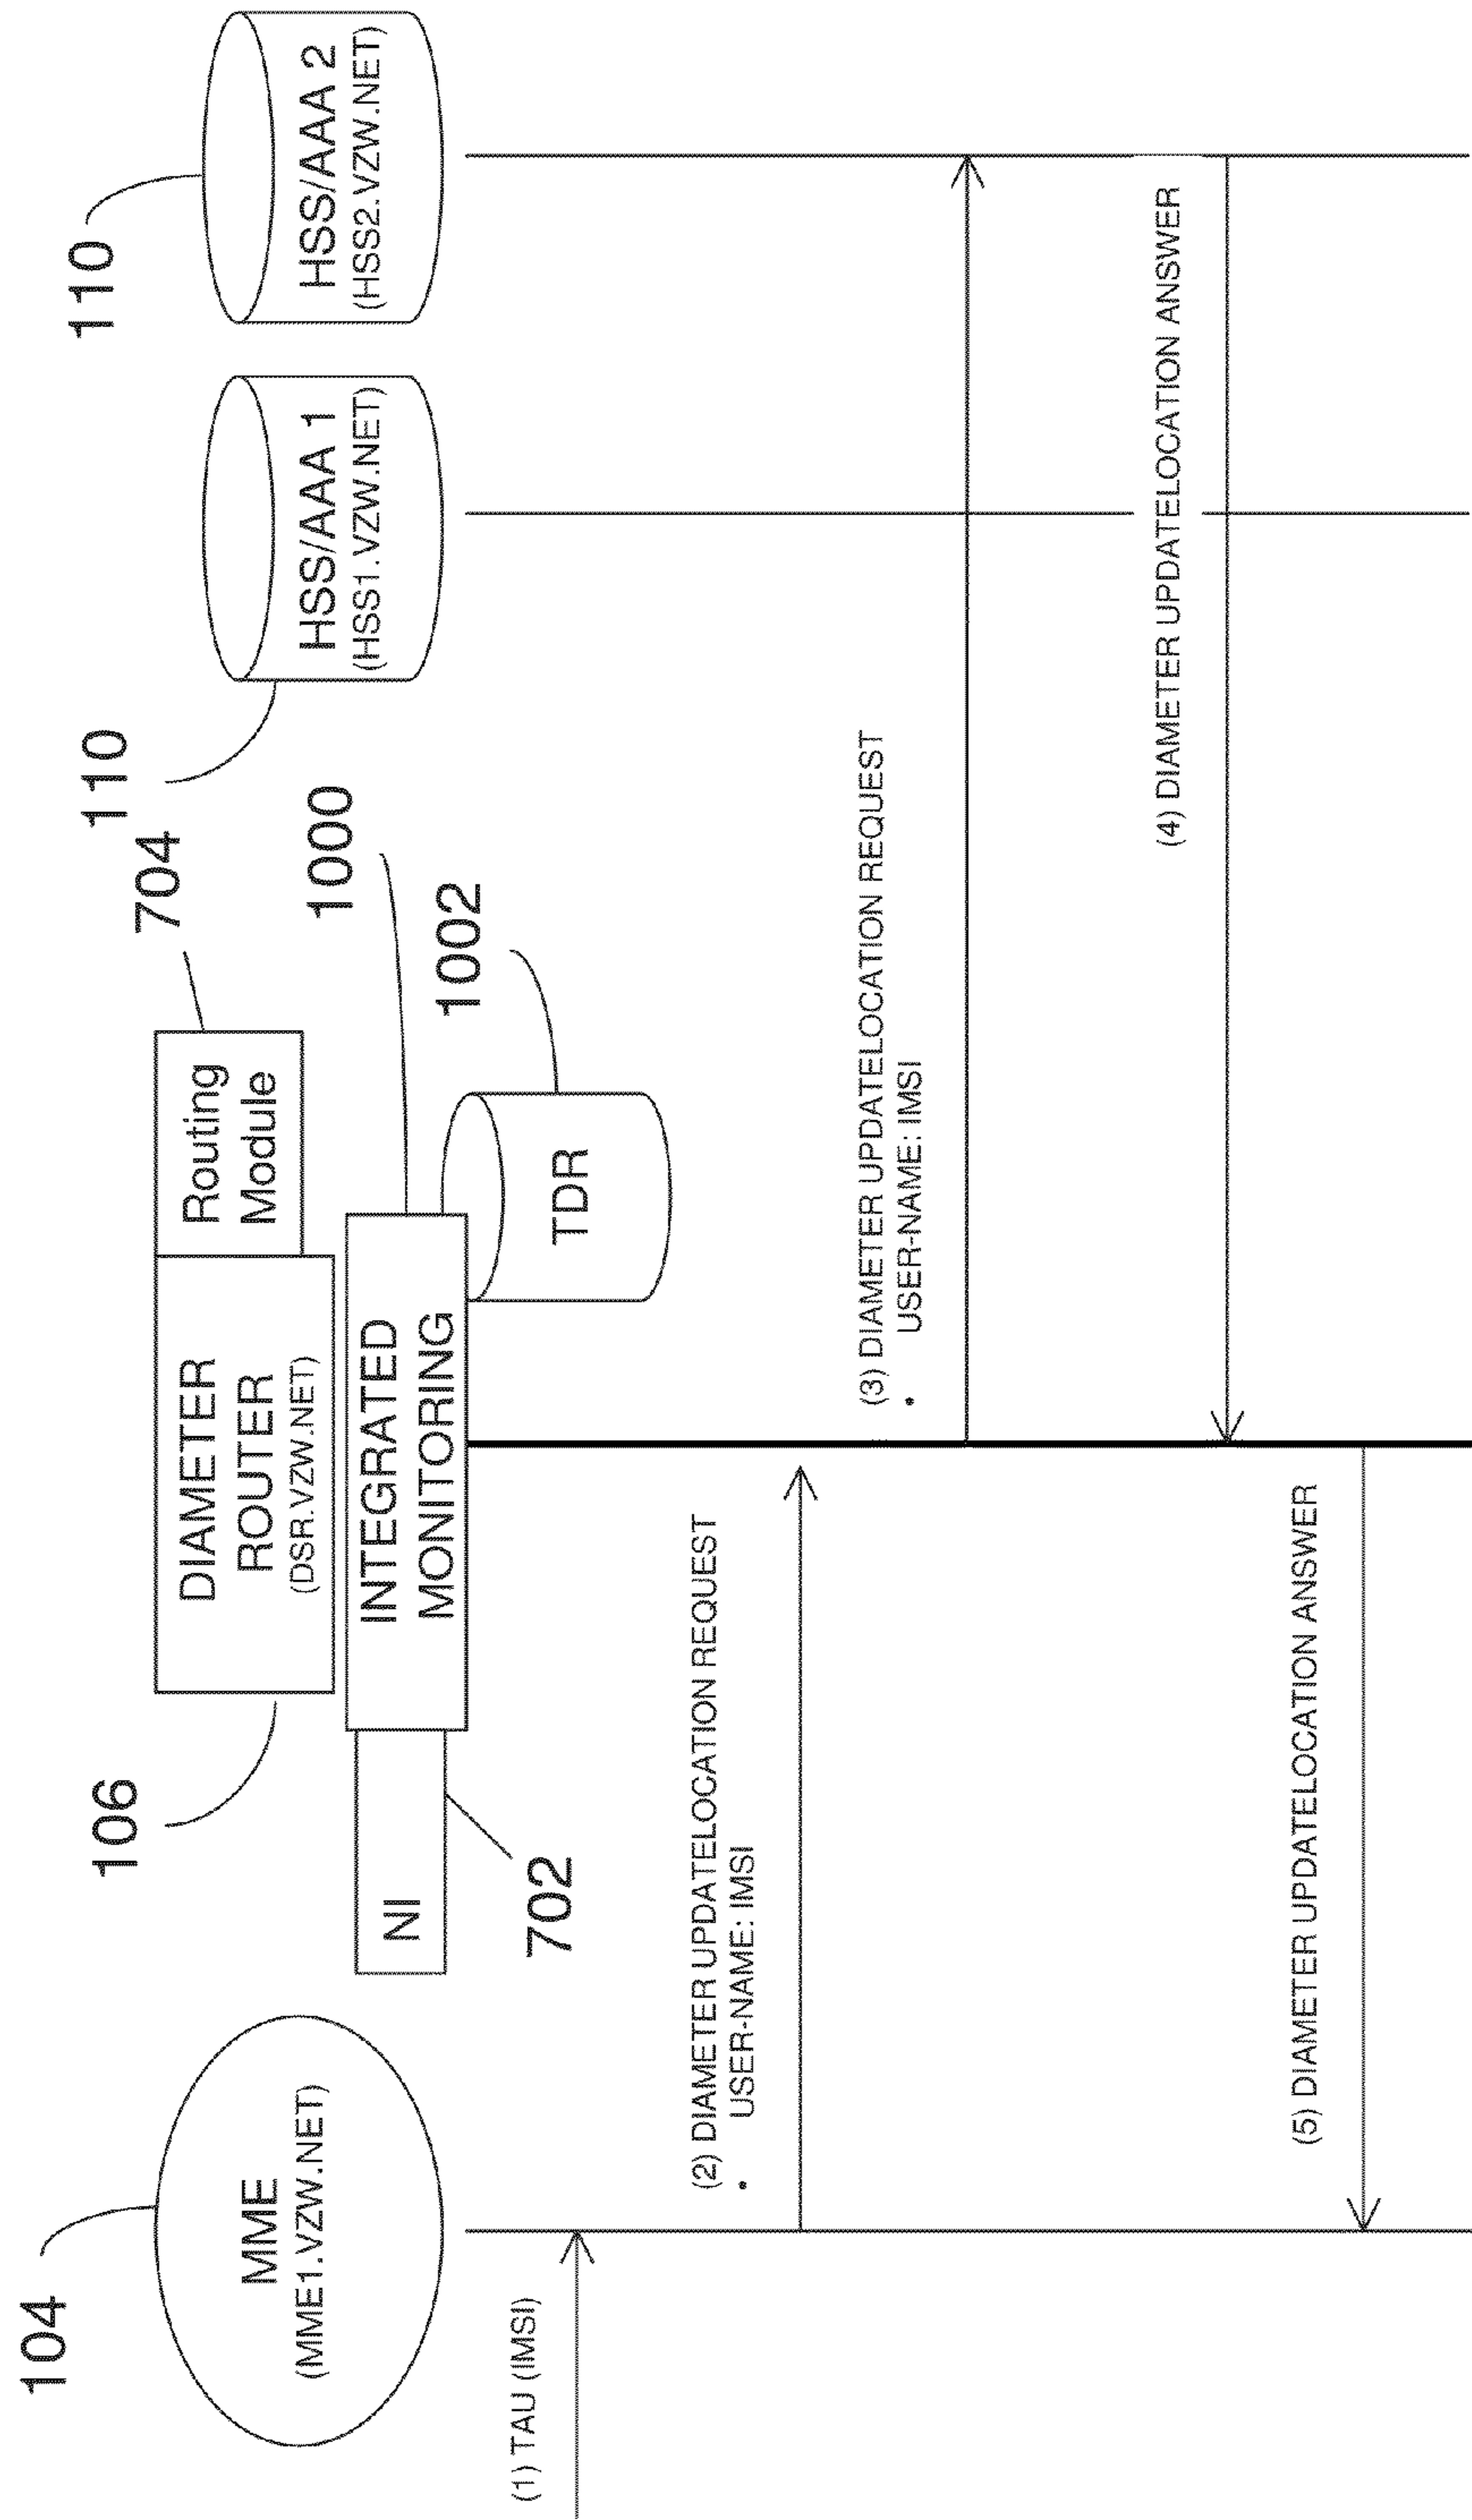 104
MME
(MME1.VZW.NET)
106
DIAMETER
ROUTER
(DSR.VZW.NET)
Routing
Module
704
NI
702
INTEGRATED
MONITORING
1000
TDR
1002
110
HSS/AAA 1
(HSS1.VZW.NET)
110
HSS/AAA 2
(HSS2.VZW.NET)
(1) TAU (IMSI)
(2) DIAMETER UPDATELOCATION REQUEST
• USER-NAME: IMSI
(3) DIAMETER UPDATELOCATION REQUEST
• USER-NAME: IMSI
(4) DIAMETER UPDATELOCATION ANSWER
(5) DIAMETER UPDATELOCATION ANSWER